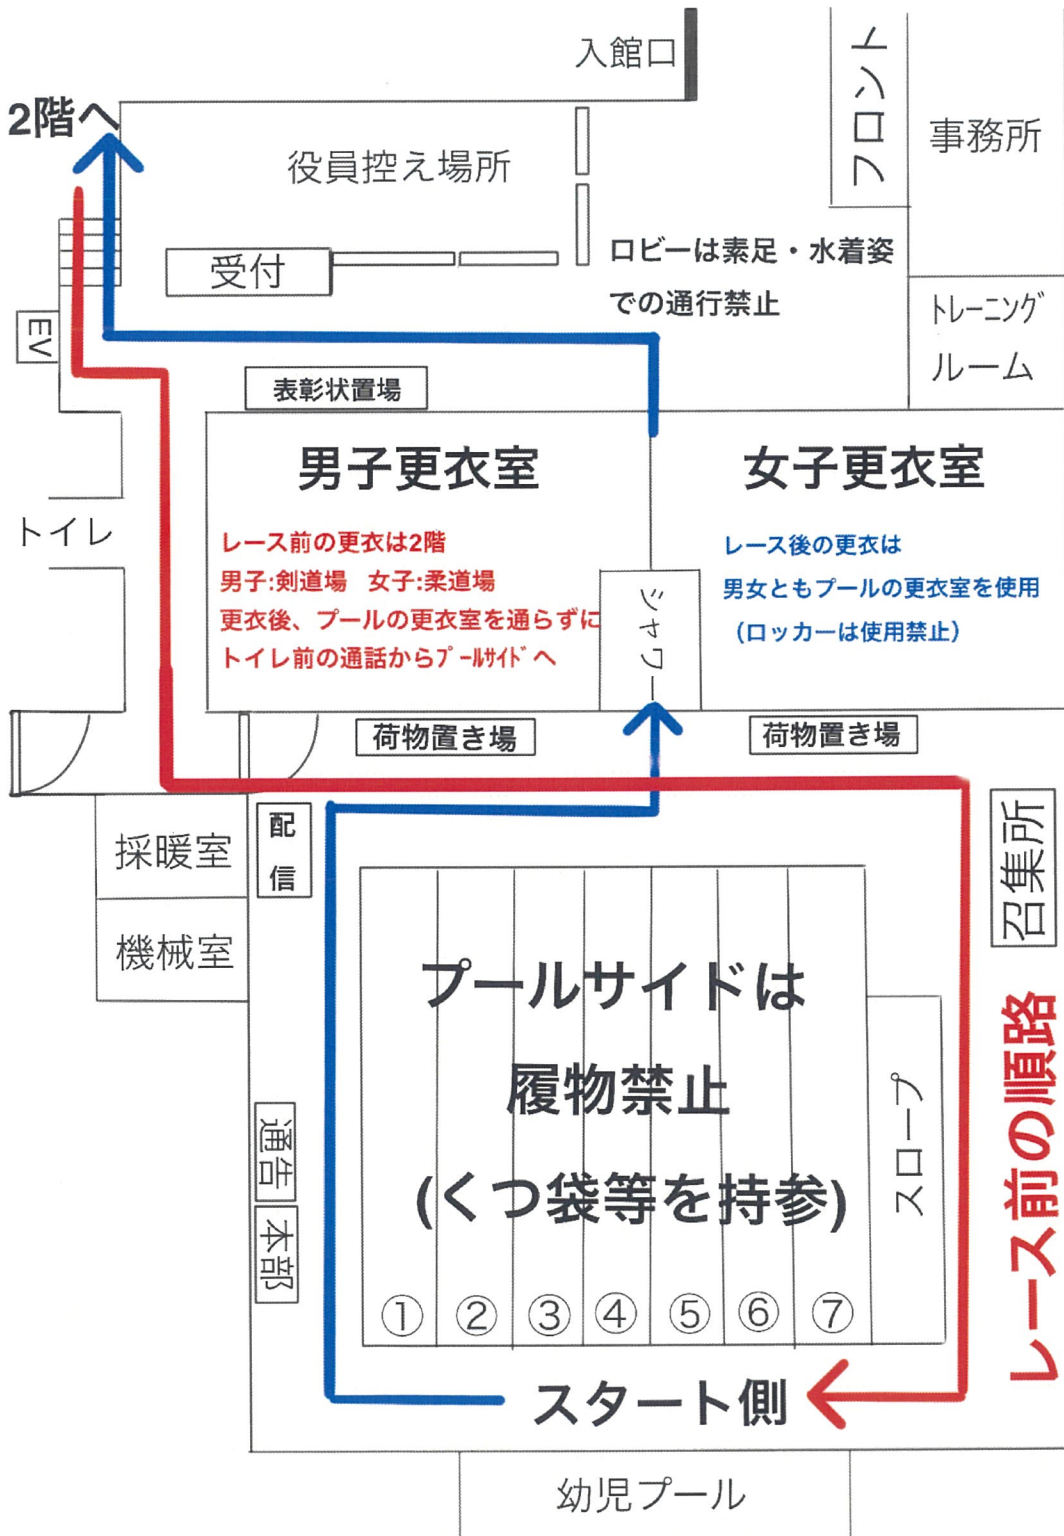 入館口
フロント
事務所
2階へ
役員控え場所
受付
ロビーは素足・水着姿
での通行禁止
トレーニング
ルーム
EV
表彰状置場
男子更衣室
女子更衣室
トイレ
レース前の更衣は2階
男子:剣道場 女子:柔道場
更衣後、プールの更衣室を通らずに
トイレ前の通話からプールサイドへ
レース後の更衣は
男女ともプールの更衣室を使用
(ロッカーは使用禁止)
シャワー
荷物置き場
荷物置き場
採暖室
配
信
召集所
機械室
プールサイドは
履物禁止
(くつ袋等を持参)
レース前の順路
スロープ
通告
本部
① ② ③ ④ ⑤ ⑥ ⑦
スタート側
幼児プール